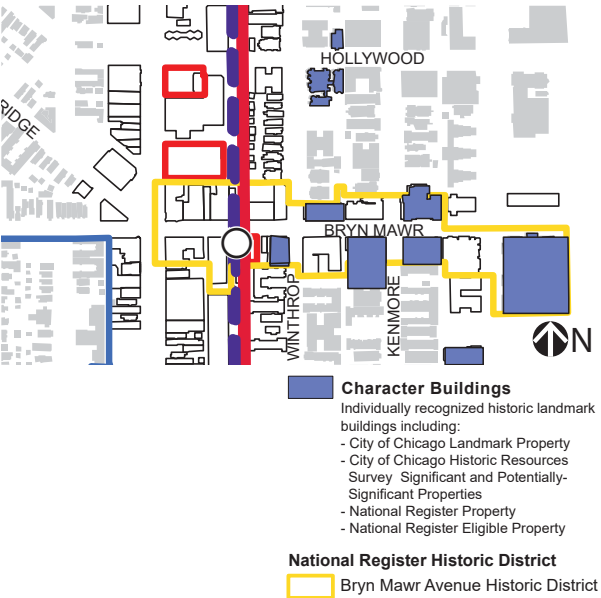 HOLLYWOOD
RIDGE
BRYN MAWR
WINTHROP
KENMORE
N
Character Buildings
Individually recognized historic landmark
buildings including:
- City of Chicago Landmark Property
- City of Chicago Historic Resources
Survey Significant and Potentially-
Significant Properties
- National Register Property
- National Register Eligible Property
National Register Historic District
Bryn Mawr Avenue Historic District